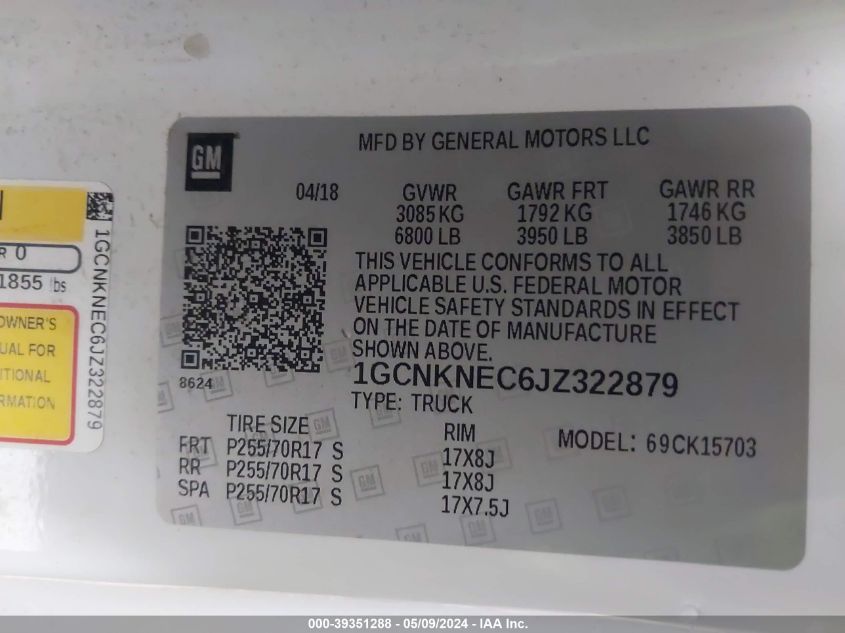 GM
MFD BY GENERAL MOTORS LLC
04/18 GVWR GAWR FRT GAWR RR
3085 KG 1792 KG 1746 KG
6800 LB 3950 LB 3850 LB
THIS VEHICLE CONFORMS TO ALL
APPLICABLE U.S. FEDERAL MOTOR
VEHICLE SAFETY STANDARDS IN EFFECT
ON THE DATE OF MANUFACTURE
SHOWN ABOVE.
8624
1GCNKNEC6JZ322879
TYPE: TRUCK
TIRE SIZE RIM MODEL: 69CK15703
FRT P255/70R17 S 17X8J
RR P255/70R17 S 17X8J
SPA P255/70R17 S 17X7.5J
R 0
1855 lbs
OWNER'S
UAL FOR
ITIONAL
RMATION
1GCNKNEC6JZ322879
000-39351288 - 05/09/2024 - IAA Inc.